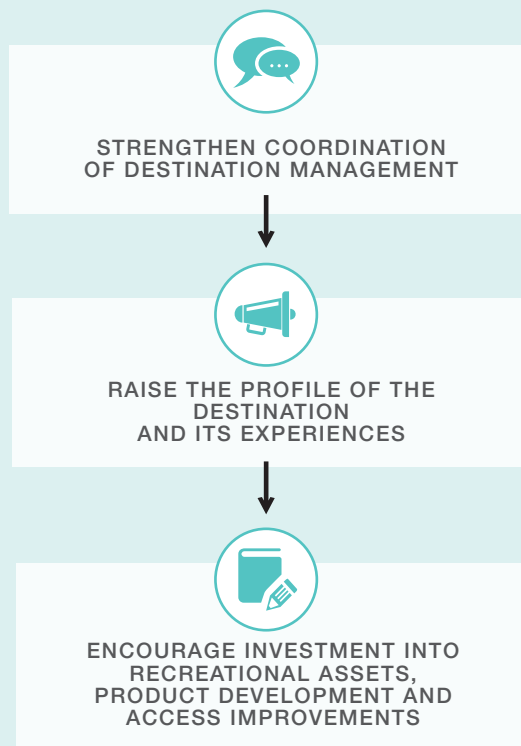 STRENGTHEN COORDINATION
OF DESTINATION MANAGEMENT
RAISE THE PROFILE OF THE
DESTINATION
AND ITS EXPERIENCES
ENCOURAGE INVESTMENT INTO
RECREATIONAL ASSETS,
PRODUCT DEVELOPMENT AND
ACCESS IMPROVEMENTS